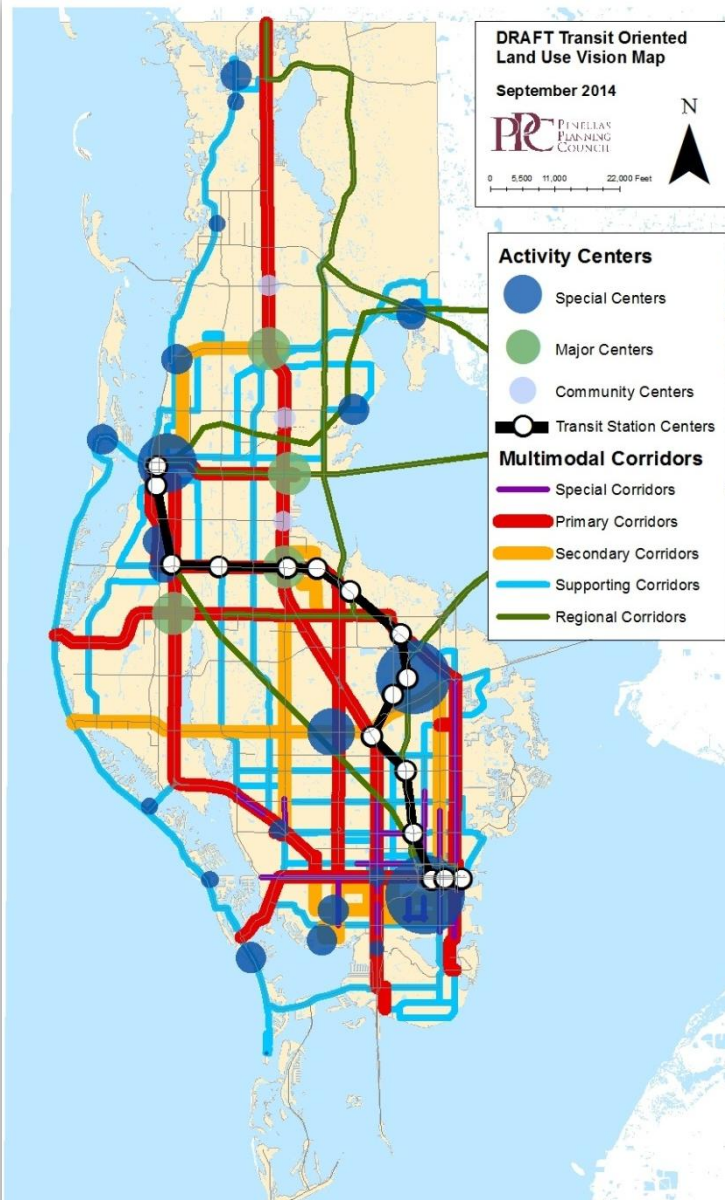 DRAFT Transit Oriented
Land Use Vision Map
September 2014
PPC PINELLAS
PLANNING
COUNCIL
N
0 5,500 11,000 22,000 Feet
Activity Centers
Special Centers
Major Centers
Community Centers
Transit Station Centers
Multimodal Corridors
Special Corridors
Primary Corridors
Secondary Corridors
Supporting Corridors
Regional Corridors